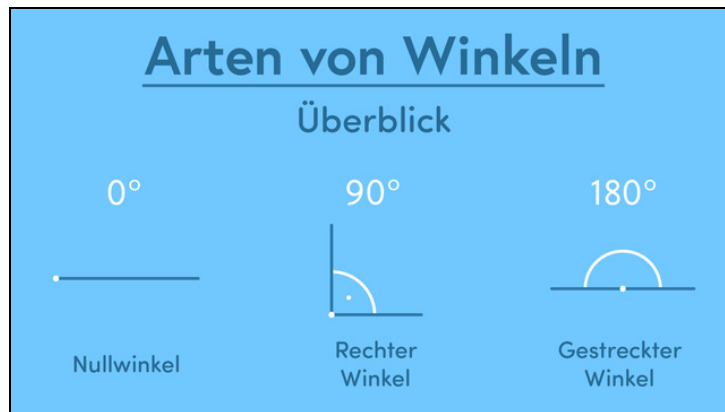 Arten von Winkeln
Überblick
0°
90°
180°
Nullwinkel
Rechter
Winkel
Gestreckter
Winkel